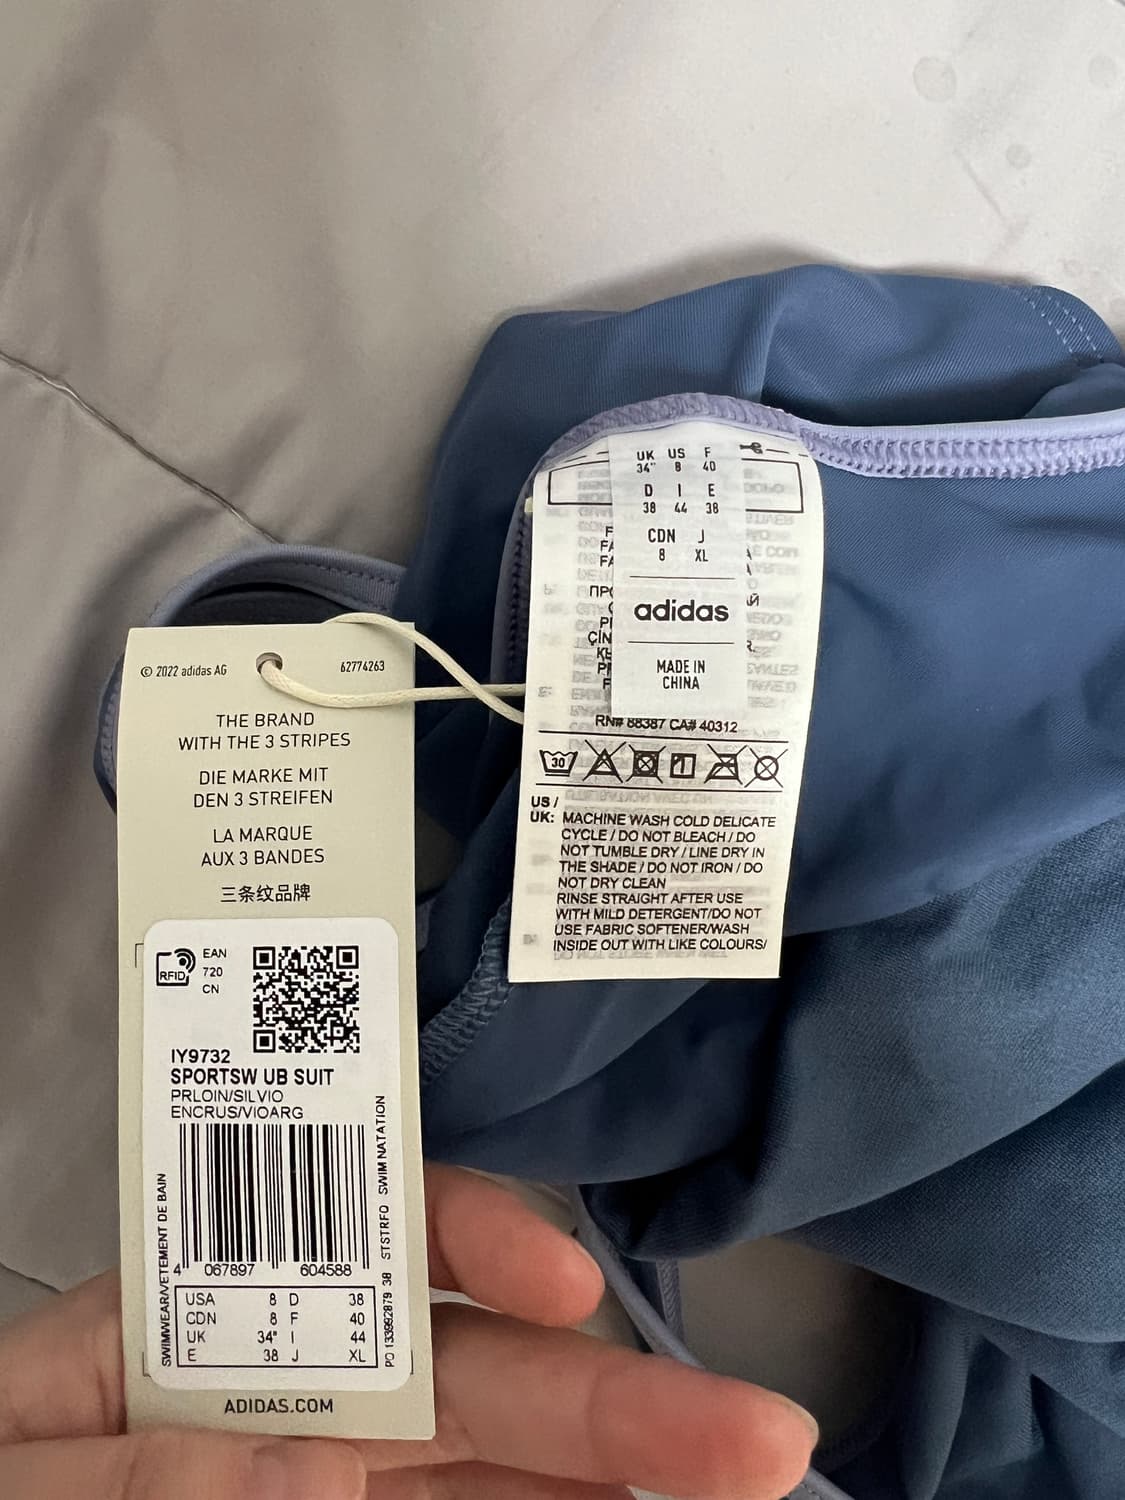 © 2022 adidas AG
62774263
THE BRAND
WITH THE 3 STRIPES
DIE MARKE MIT
DEN 3 STREIFEN
LA MARQUE
AUX 3 BANDES
三条纹品牌
RFID
EAN
720
CN
IY9732
SPORTSW UB SUIT
PRLOIN/SILVIO
ENCRUS/VIOARG
SWIMWEAR/VETEMENT DE BAIN
4 067897 604588
PO 133992879 38 STSTRFQ SWIM NATATION
USA 8 D 38
CDN 8 F 40
UK 34" I 44
E 38 J XL
ADIDAS.COM
UK US F
34" 8 40
D I E
38 44 38
CDN J
8 XL
adidas
MADE IN
CHINA
RN# 88387 CA# 40312
30
US /
UK: MACHINE WASH COLD DELICATE
CYCLE / DO NOT BLEACH / DO
NOT TUMBLE DRY / LINE DRY IN
THE SHADE / DO NOT IRON / DO
NOT DRY CLEAN
RINSE STRAIGHT AFTER USE
WITH MILD DETERGENT/DO NOT
USE FABRIC SOFTENER/WASH
INSIDE OUT WITH LIKE COLOURS/